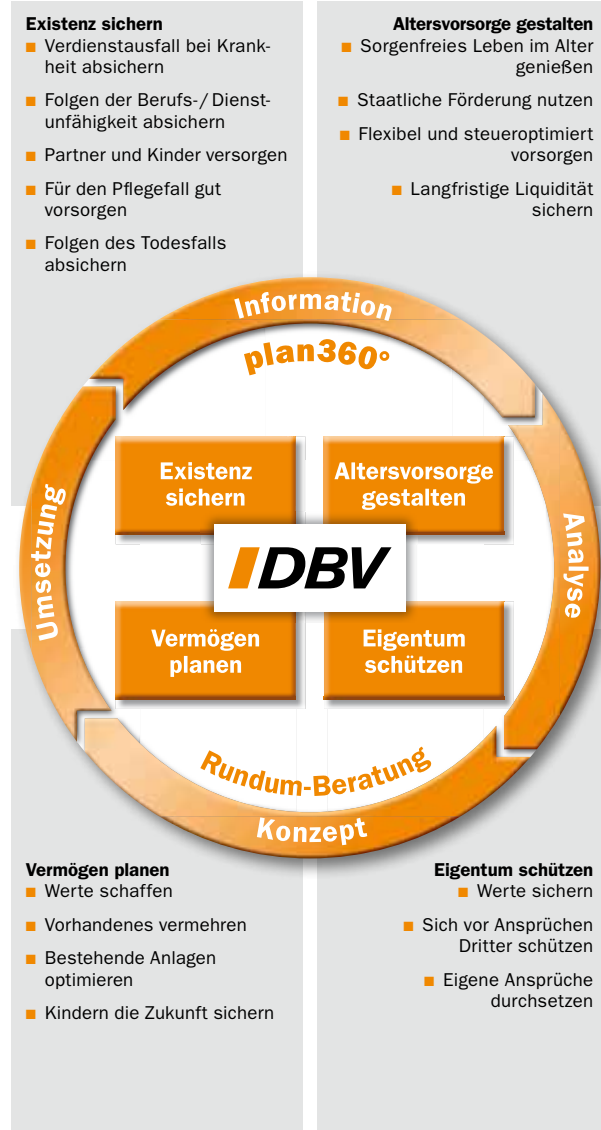 Existenz sichern
Verdienstausfall bei Krank-
heit absichern
Folgen der Berufs-/ Dienst-
unfähigkeit absichern
Partner und Kinder versorgen
Für den Pflegefall gut
vorsorgen
Folgen des Todesfalls
absichern
Altersvorsorge gestalten
Sorgenfreies Leben im Alter
genießen
Staatliche Förderung nutzen
Flexibel und steueroptimiert
vorsorgen
Langfristige Liquidität
sichern
Information
plan360°
Existenz
sichern
Altersvorsorge
gestalten
Umsetzung
Analyse
DBV
Vermögen
planen
Eigentum
schützen
Rundum-Beratung
Konzept
Vermögen planen
Werte schaffen
Vorhandenes vermehren
Bestehende Anlagen
optimieren
Kindern die Zukunft sichern
Eigentum schützen
Werte sichern
Sich vor Ansprüchen
Dritter schützen
Eigene Ansprüche
durchsetzen